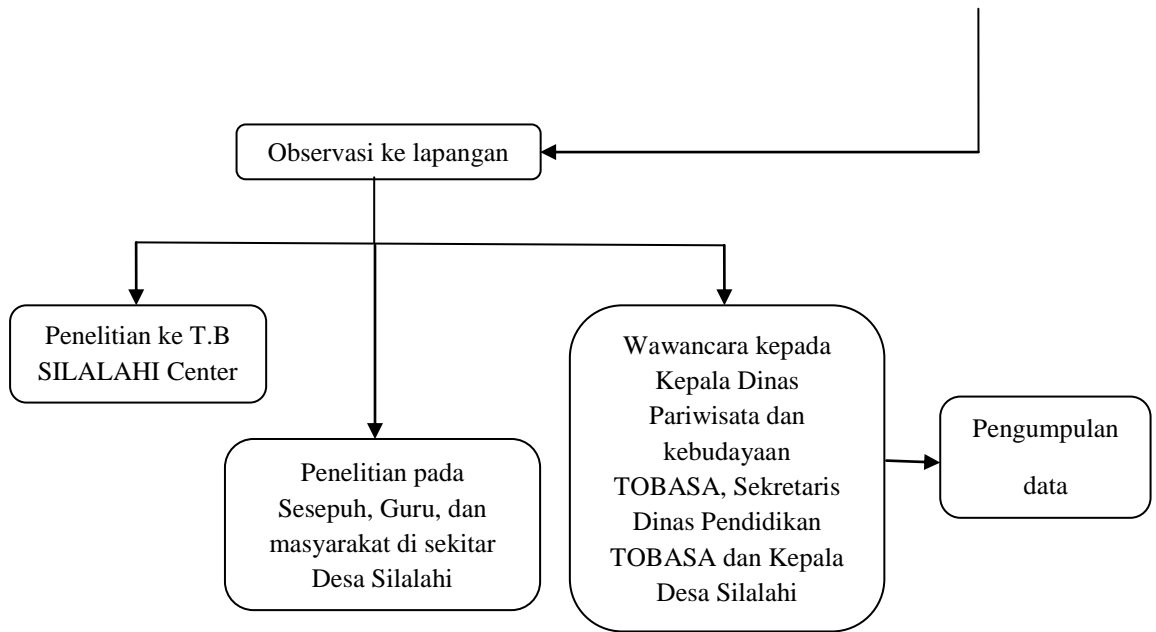 Observasi ke lapangan
Penelitian ke T.B
SILALAHI Center
Penelitian pada
Sesepuh, Guru, dan
masyarakat di sekitar
Desa Silalahi
Wawancara kepada
Kepala Dinas
Pariwisata dan
kebudayaan
TOBASA, Sekretaris
Dinas Pendidikan
TOBASA dan Kepala
Desa Silalahi
Pengumpulan
data